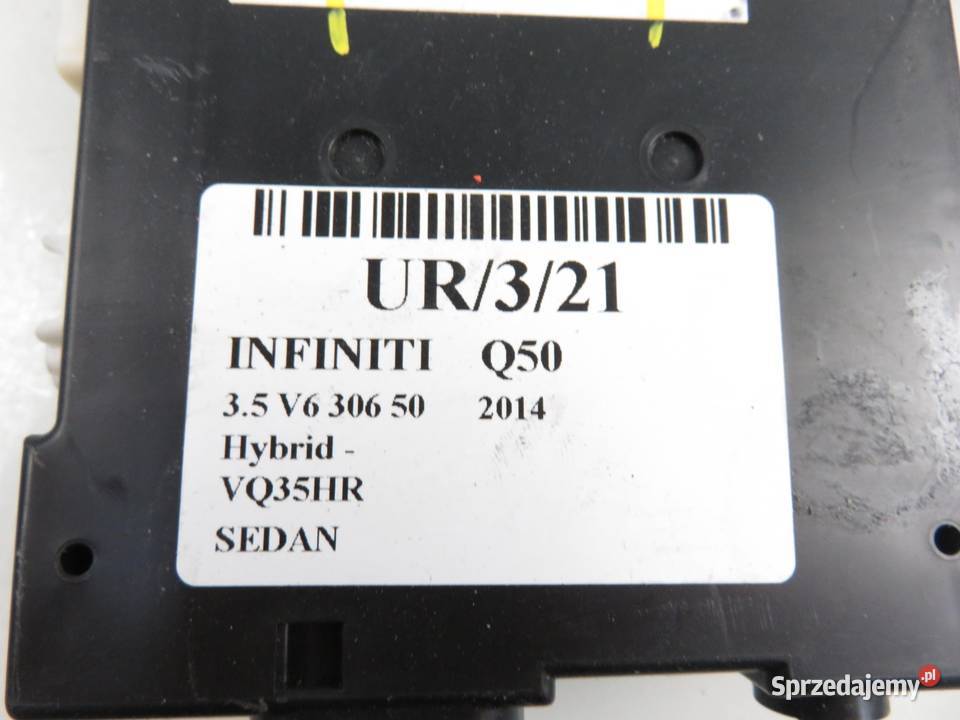 UR/3/21
INFINITI Q50
3.5 V6 306 50 2014
Hybrid -
VQ35HR
SEDAN
Sprzedajemy.pl